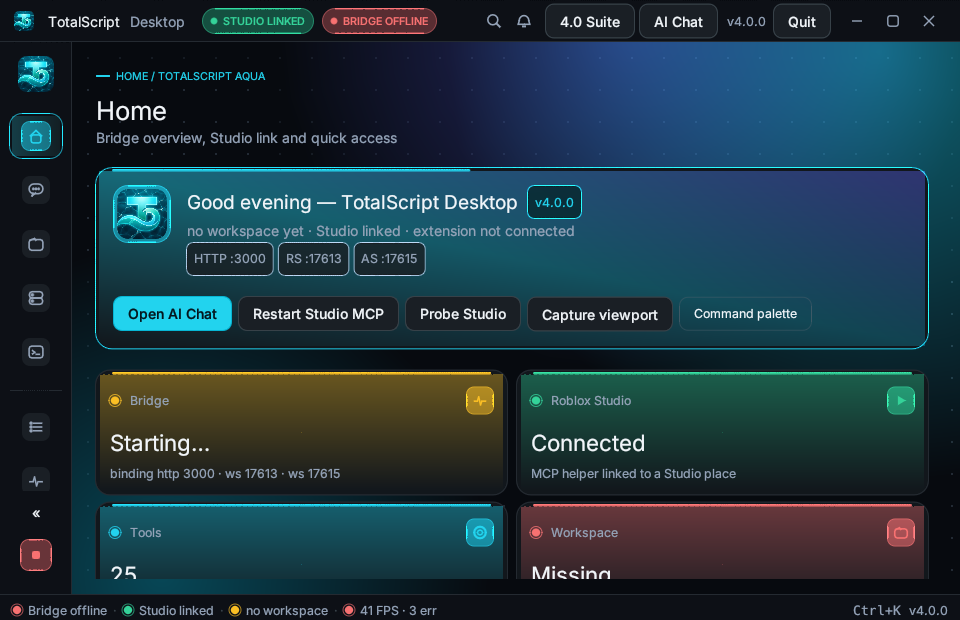 TotalScript Desktop STUDIO LINKED BRIDGE OFFLINE 4.0 Suite AI Chat v4.0.0 Quit
HOME / TOTALSCRIPT AQUA
Home
Bridge overview, Studio link and quick access
Good evening — TotalScript Desktop v4.0.0
no workspace yet · Studio linked · extension not connected
HTTP :3000 RS :17613 AS :17615
Open AI Chat Restart Studio MCP Probe Studio Capture viewport Command palette
Bridge
Starting...
binding http 3000 · ws 17613 · ws 17615
Roblox Studio
Connected
MCP helper linked to a Studio place
Tools
25
Workspace
Missing
«
Bridge offline · Studio linked · no workspace · 41 FPS · 3 err Ctrl+K v4.0.0